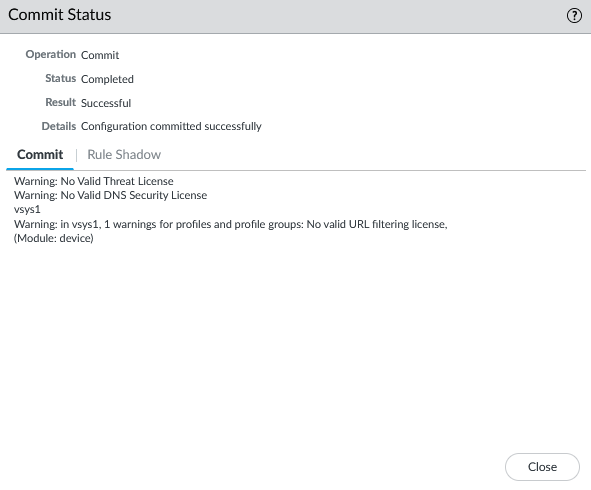 Commit Status
?
Operation Commit
Status Completed
Result Successful
Details Configuration committed successfully
Commit | Rule Shadow
Warning: No Valid Threat License
Warning: No Valid DNS Security License
vsys1
Warning: in vsys1, 1 warnings for profiles and profile groups: No valid URL filtering license,
(Module: device)
Close